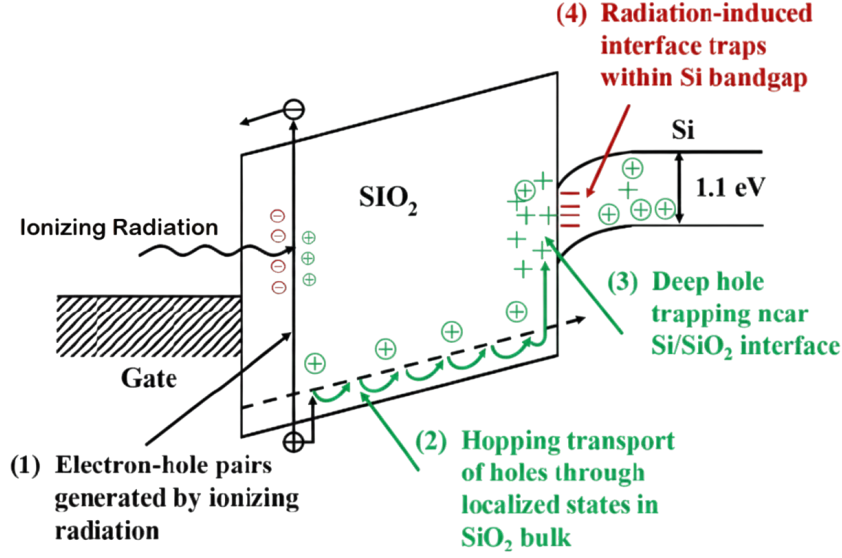 (4) Radiation-induced
interface traps
within Si bandgap
Si
1.1 eV
SIO₂
Ionizing Radiation
(3) Deep hole
trapping ncar
Si/SiO₂ interface
Gate
(1) Electron-hole pairs
generated by ionizing
radiation
(2) Hopping transport
of holes through
localized states in
SiO₂ bulk